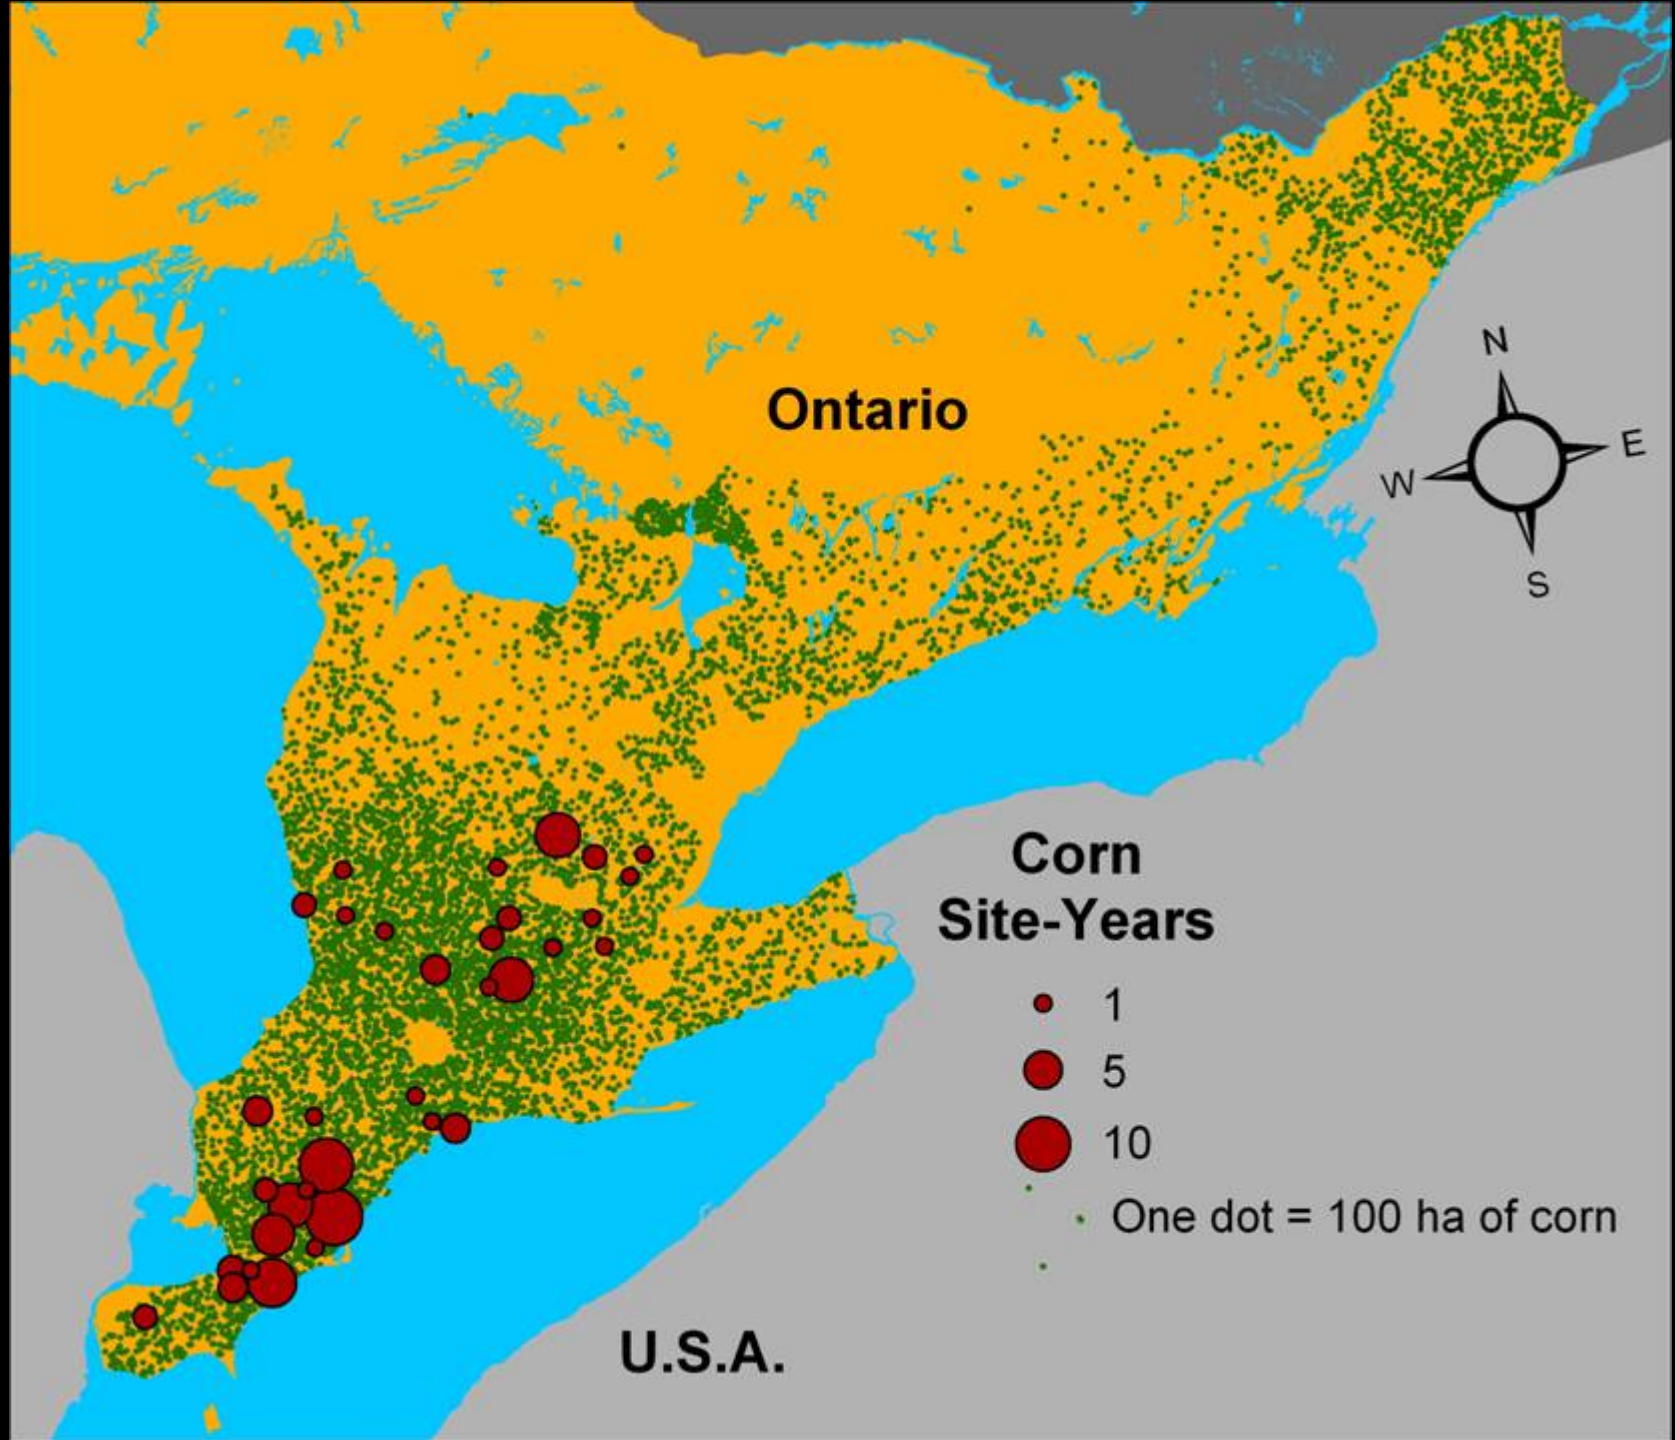 Ontario
N
W
E
S
Corn
Site-Years
1
5
10
One dot = 100 ha of corn
U.S.A.